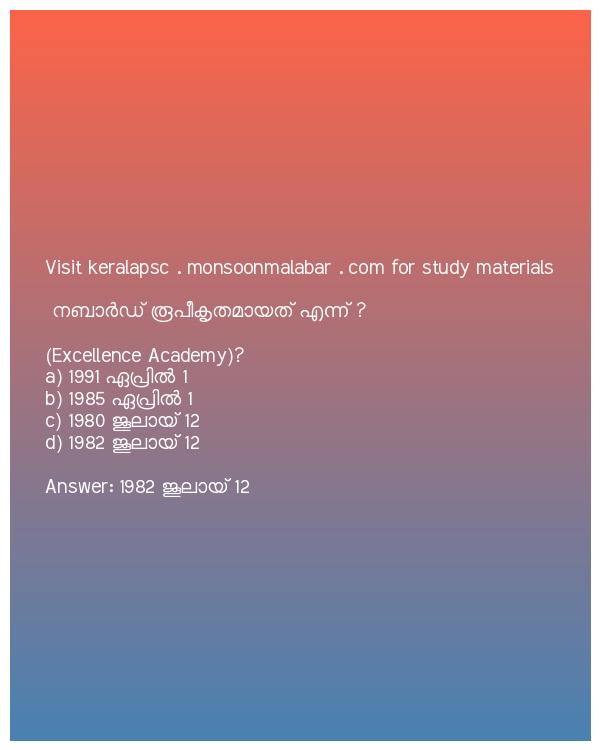 Visit keralapsc . monsoonmalabar . com for study materials
നബാർഡ് രൂപീകൃതമായത് എന്ന് ?
(Excellence Academy)?
a) 1991 ഏപ്രിൽ 1
b) 1985 ഏപ്രിൽ 1
c) 1980 ജൂലായ് 12
d) 1982 ജൂലായ് 12
Answer: 1982 ജൂലായ് 12